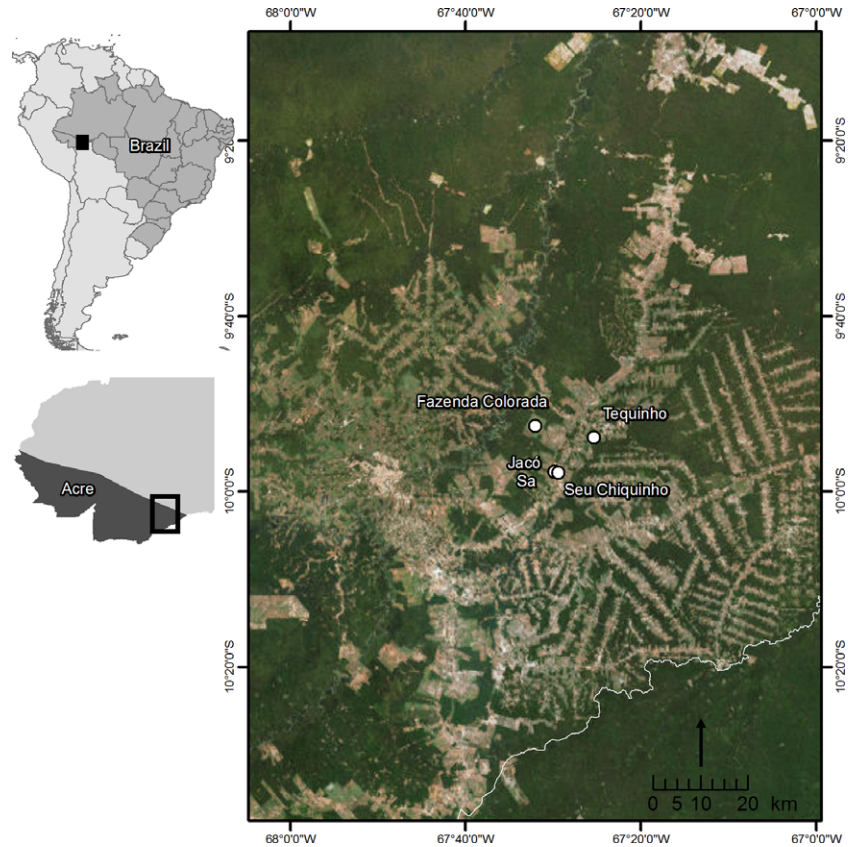 68°0'0"W 67°40'0"W 67°20'0"W 67°0'0"W
Brazil
9°20'0"S
9°20'0"S
9°40'0"S
9°40'0"S
Fazenda Colorada
Tequinho
Jacó
Sa
Seu Chiquinho
Acre
10°0'0"S
10°0'0"S
10°20'0"S
10°20'0"S
0 5 10 20 km
68°0'0"W 67°40'0"W 67°20'0"W 67°0'0"W